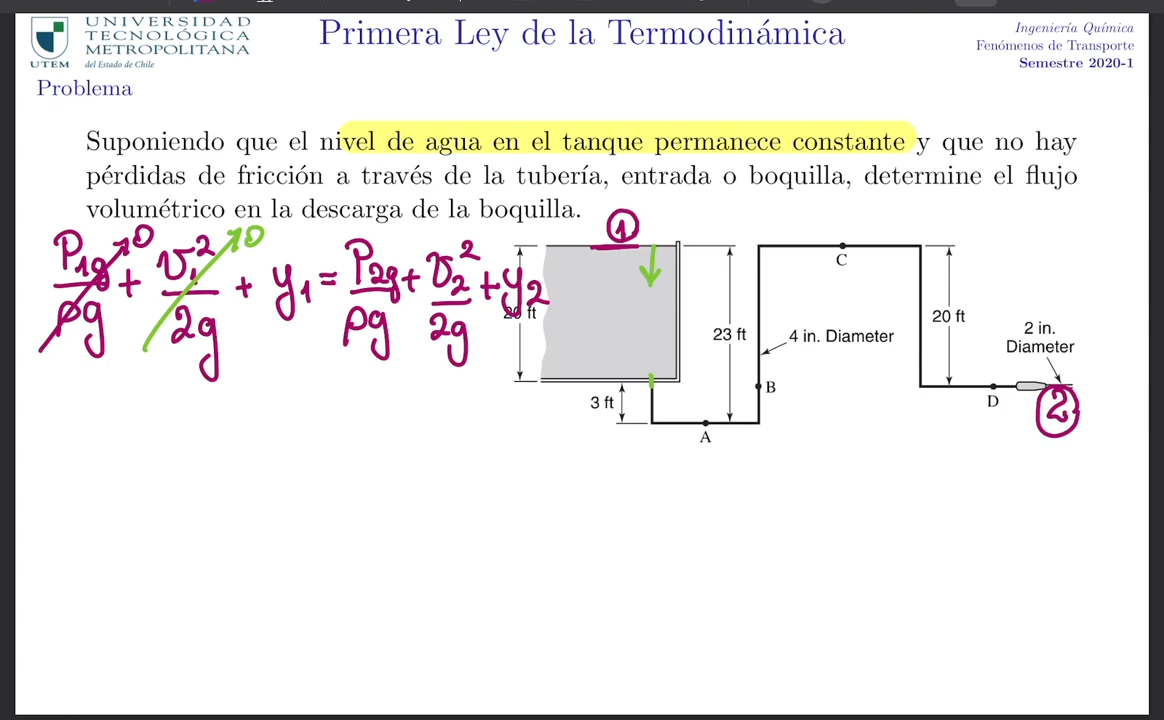 UNIVERSIDAD
TECNOLÓGICA
METROPOLITANA
UTEM del Estado de Chile
Primera Ley de la Termodinámica
Ingeniería Química
Fenómenos de Transporte
Semestre 2020-1
Problema
Suponiendo que el nivel de agua en el tanque permanece constante y que no hay
pérdidas de fricción a través de la tubería, entrada o boquilla, determine el flujo
volumétrico en la descarga de la boquilla.
P1g/ρg→0 + v1²/2g→0 + y1 = P2g/ρg + v2²/2g + y2
1
C
20 ft
23 ft
4 in. Diameter
20 ft
2 in.
Diameter
B
3 ft
D
2
A